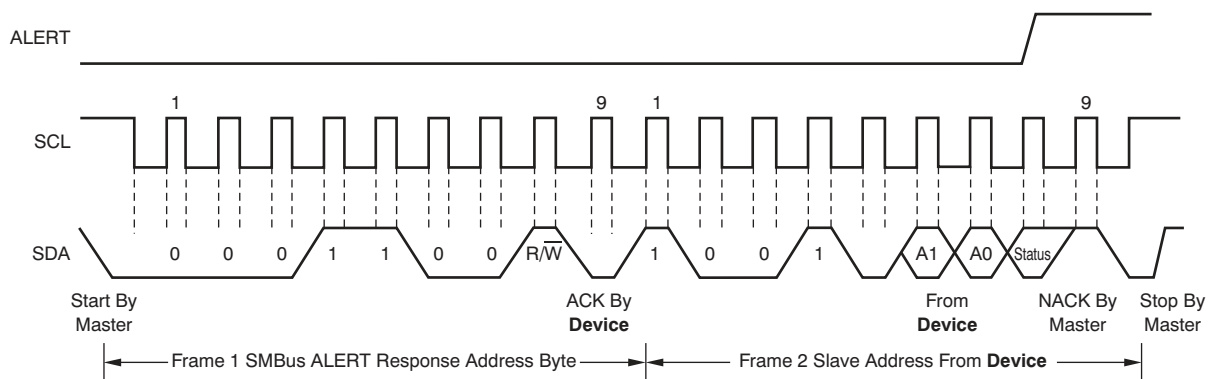 ALERT
1 9 1 9
SCL
SDA
0 0 0 1 1 0 0 R/W 1 0 0 1 A1 A0 Status
Start By
Master
ACK By
Device
From
Device
NACK By
Master
Stop By
Master
Frame 1 SMBus ALERT Response Address Byte
Frame 2 Slave Address From Device